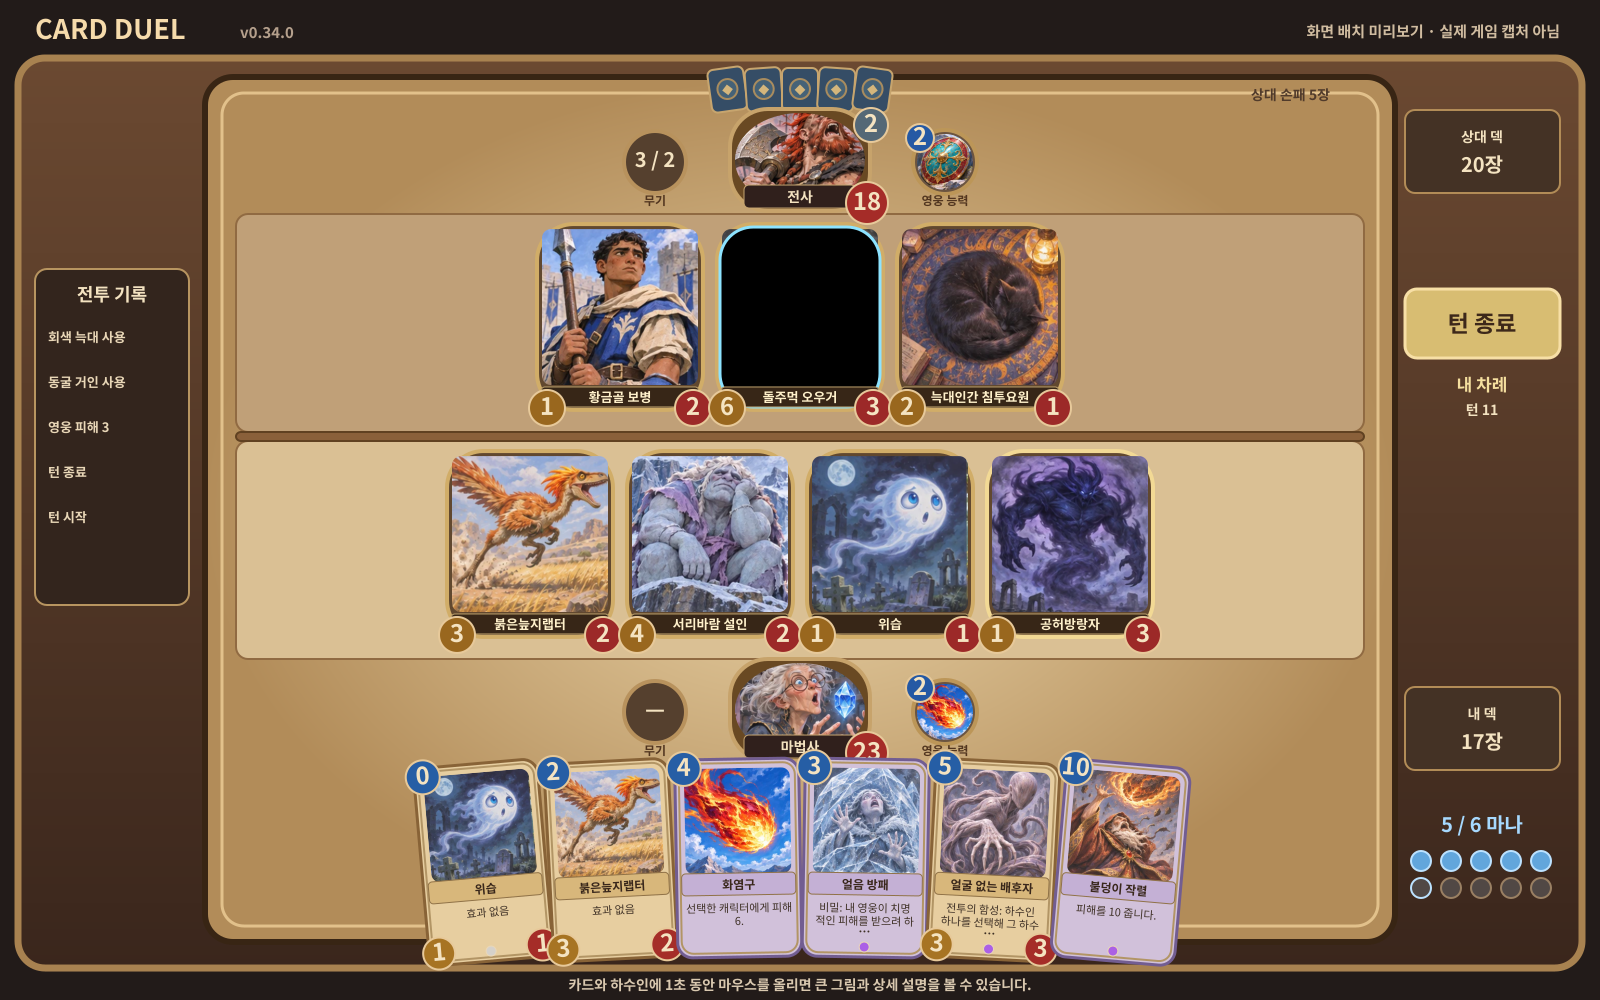 CARD DUEL
v0.34.0
화면 배치 미리보기 · 실제 게임 캡처 아님
상대 손패 5장
2
3 / 2
무기
전사
18
2
영웅 능력
상대 덱
20장
전투 기록
회색 늑대 사용
동굴 거인 사용
영웅 피해 3
턴 종료
턴 시작
황금골 보병
1
2
돌주먹 오우거
6
3
늑대인간 침투요원
2
1
턴 종료
내 차례
턴 11
붉은늪지랩터
3
2
서리바람 설인
4
2
위습
1
1
공허방랑자
1
3
—
무기
마법사
23
2
영웅 능력
내 덱
17장
5 / 6 마나
0
위습
효과 없음
1
1
2
붉은늪지랩터
효과 없음
3
2
4
화염구
선택한 캐릭터에게 피해
6.
3
얼음 방패
비밀: 내 영웅이 치명
적인 피해를 받으려 하
...
5
얼굴 없는 배후자
전투의 함성: 하수인
하나를 선택해 그 하수
...
3
3
10
불덩이 작렬
피해를 10 줍니다.
카드와 하수인에 1초 동안 마우스를 올리면 큰 그림과 상세 설명을 볼 수 있습니다.